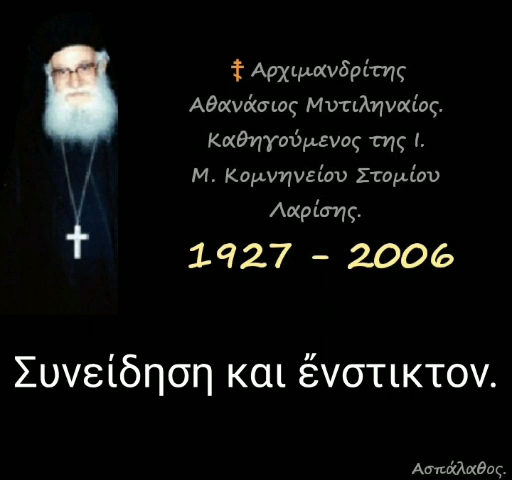 ‡ Αρχιμανδρίτης
Αθανάσιος Μυτιληναίος.
Καθηγούμενος της Ι.
Μ. Κομνηνείου Στομίου
Λαρίσης.
1927 - 2006
Συνείδηση και ἔνστικτον.
Ασπάλαθος.